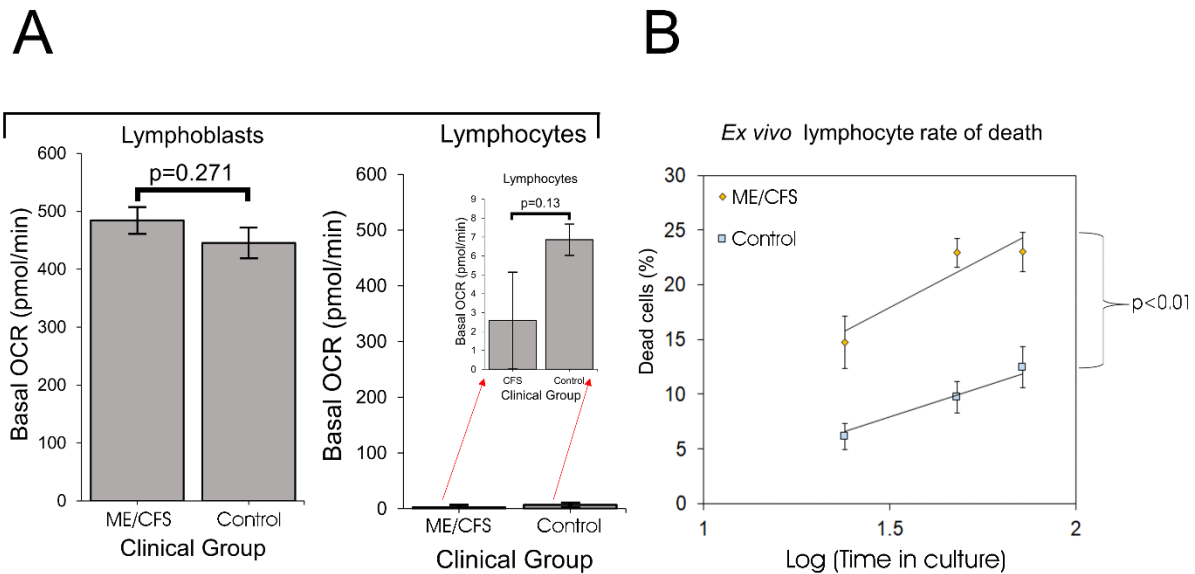 A
Lymphoblasts
600
500
400
300
200
100
0
Basal OCR (pmol/min)
p=0.271
ME/CFS
Control
Clinical Group
Lymphocytes
600
500
400
300
200
100
0
Basal OCR (pmol/min)
ME/CFS
Control
Clinical Group
Lymphocytes
p=0.13
9
8
7
6
5
4
3
2
1
0
Basal OCR (pmol/min)
CFS
Control
Clinical Group
B
Ex vivo lymphocyte rate of death
30
25
20
15
10
5
0
Dead cells (%)
ME/CFS
Control
p<0.01
1
1.5
2
Log (Time in culture)